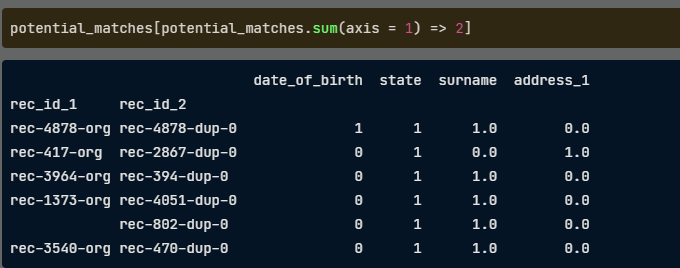 potential_matches[potential_matches.sum(axis = 1) => 2]
date_of_birth state surname address_1
rec_id_1 rec_id_2
rec-4878-org rec-4878-dup-0 1 1 1.0 0.0
rec-417-org rec-2867-dup-0 0 1 0.0 1.0
rec-3964-org rec-394-dup-0 0 1 1.0 0.0
rec-1373-org rec-4051-dup-0 0 1 1.0 0.0
rec-802-dup-0 0 1 1.0 0.0
rec-3540-org rec-470-dup-0 0 1 1.0 0.0